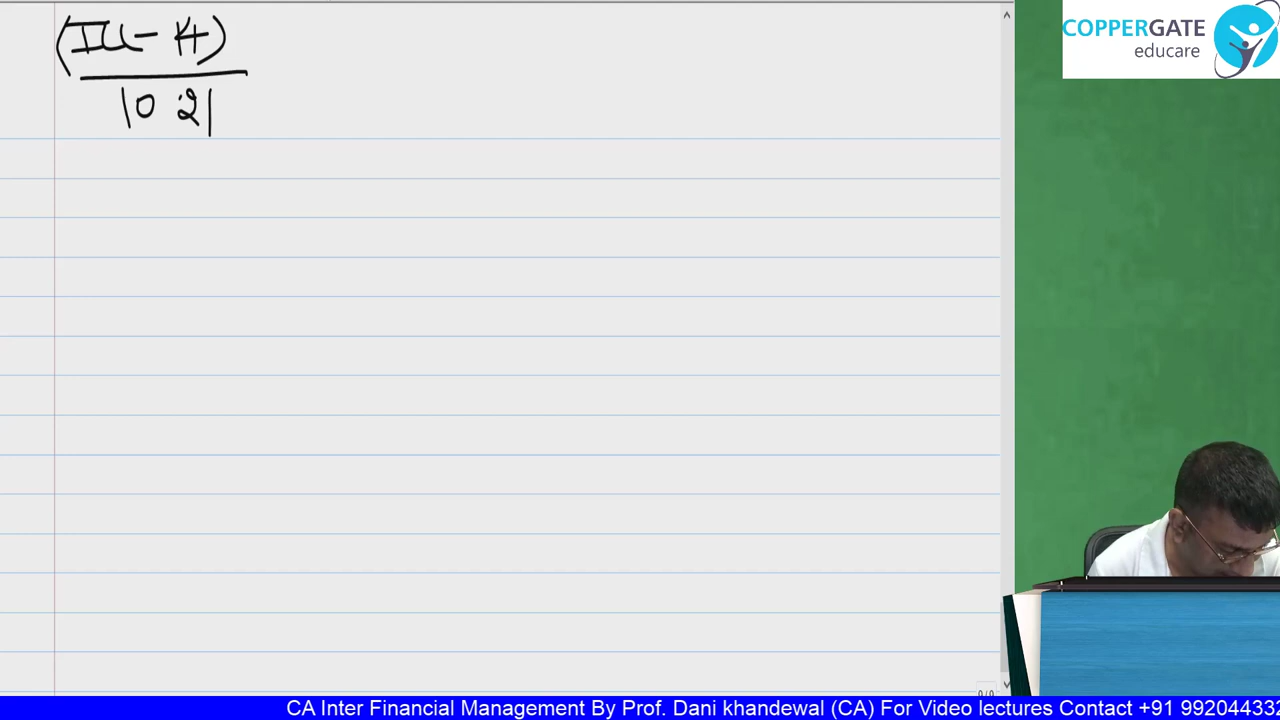 (ILL- 14)
10 21
COPPERGATE
educare
CA Inter Financial Management By Prof. Dani khandewal (CA) For Video lectures Contact +91 992044332